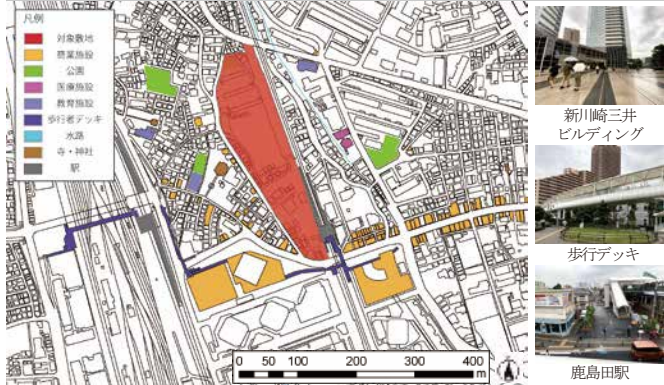 凡例
対象敷地
商業施設
公園
医療施設
教育施設
歩行者デッキ
水路
寺・神社
駅
0 50 100 200 300 400
m
新川崎三井
ビルディング
歩行デッキ
鹿島田駅